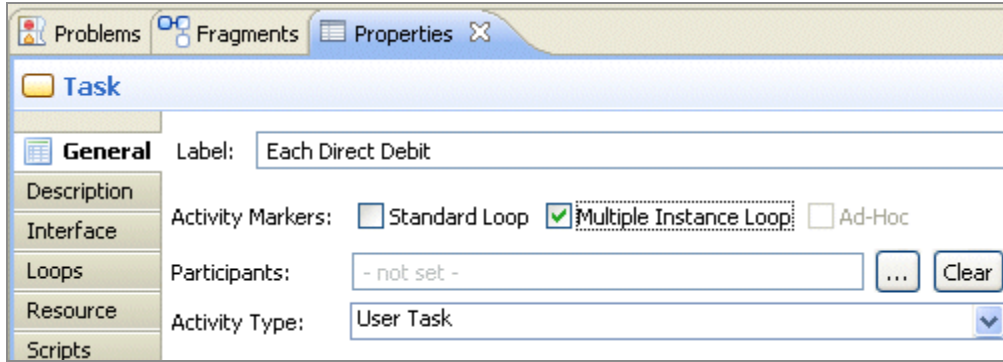 Problems Fragments Properties
Task
General Label: Each Direct Debit
Description
Activity Markers: Standard Loop Multiple Instance Loop Ad-Hoc
Interface
Loops Participants: - not set - ... Clear
Resource Activity Type: User Task
Scripts